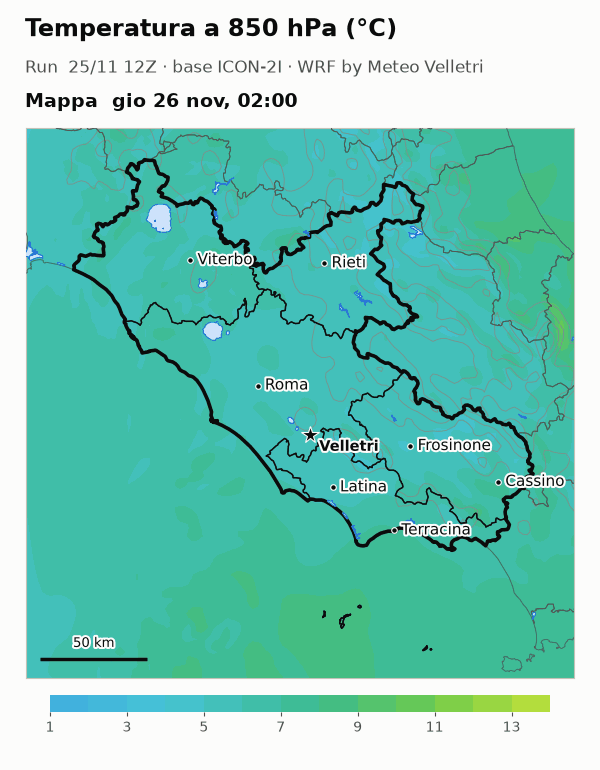 Temperatura a 850 hPa (°C)
Run  25/11 12Z · base ICON-2I · WRF by Meteo Velletri
Mappa  gio 26 nov, 02:00
Viterbo
Rieti
Roma
Velletri
Frosinone
Cassino
Latina
Terracina
50 km
1 3 5 7 9 11 13